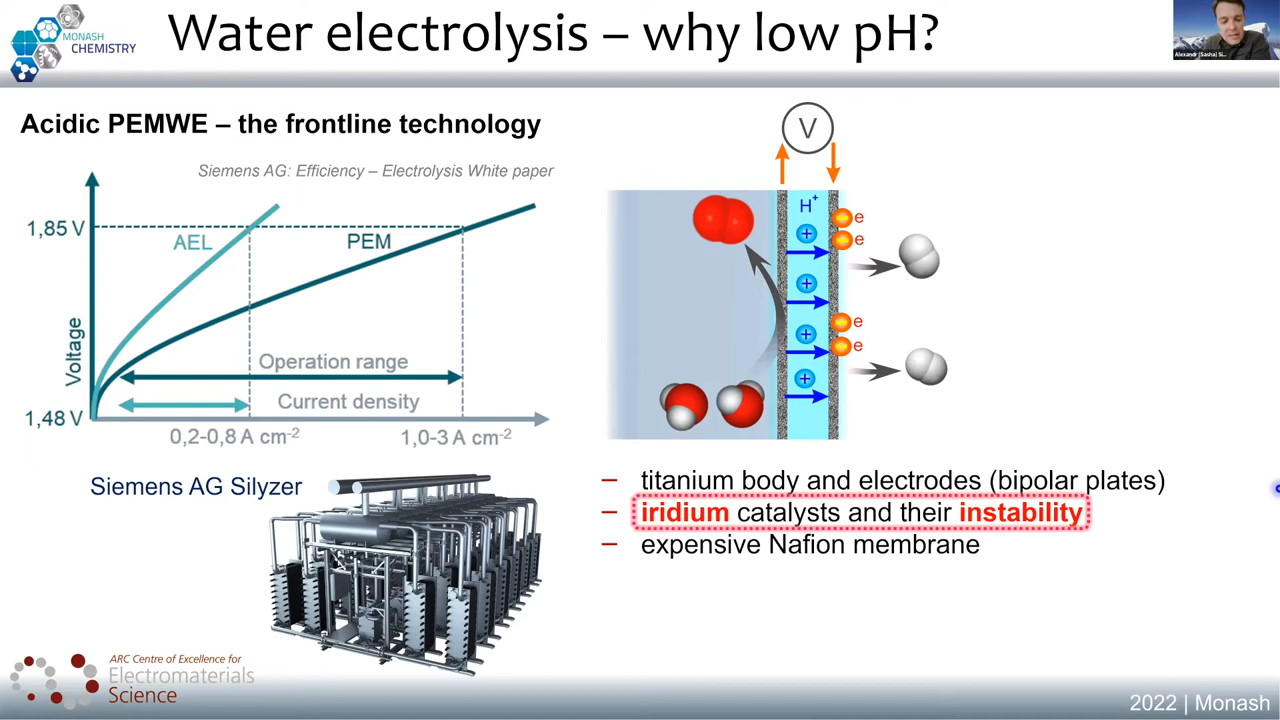 MONASH
CHEMISTRY
Water electrolysis – why low pH?
Alexandr (Sasha) Si...
Acidic PEMWE – the frontline technology
Siemens AG: Efficiency – Electrolysis White paper
1,85 V
AEL
PEM
Voltage
Operation range
Current density
1,48 V
0,2-0,8 A cm⁻²
1,0-3 A cm⁻²
V
H⁺
+
+
+
+
e
e
e
e
Siemens AG Silyzer
– titanium body and electrodes (bipolar plates)
– iridium catalysts and their instability
– expensive Nafion membrane
ARC Centre of Excellence for
Electromaterials
Science
2022 | Monash